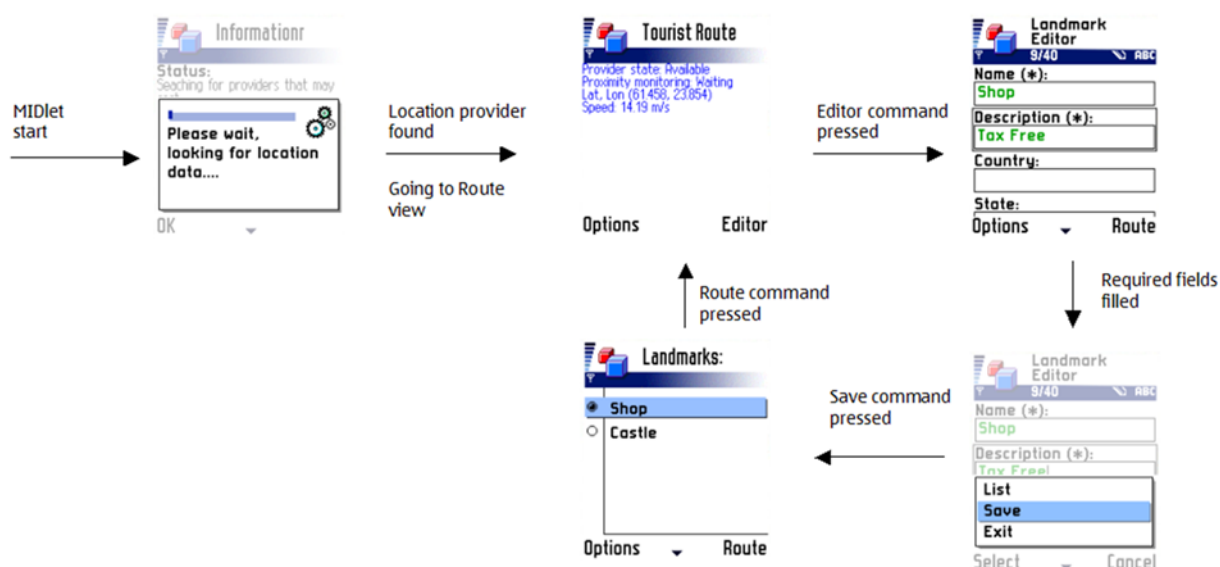 MIDlet
start
Informationr
Status:
Seaching for providers that may
Please wait,
looking for location
data....
OK
Location provider
found
Going to Route
view
Tourist Route
Provider state: Available
Proximity monitoring: Waiting
Lat, Lon (61.458, 23.854)
Speed: 14.19 m/s
Options Editor
Editor command
pressed
Landmark
Editor
9/40 ABC
Name (*):
Shop
Description (*):
Tax Free
Country:
State:
Options Route
Required fields
filled
Landmark
Editor
9/40 ABC
Name (*):
Shop
Description (*):
Tax Free
List
Save
Exit
Select Cancel
Save command
pressed
Landmarks:
Shop
Castle
Options Route
Route command
pressed